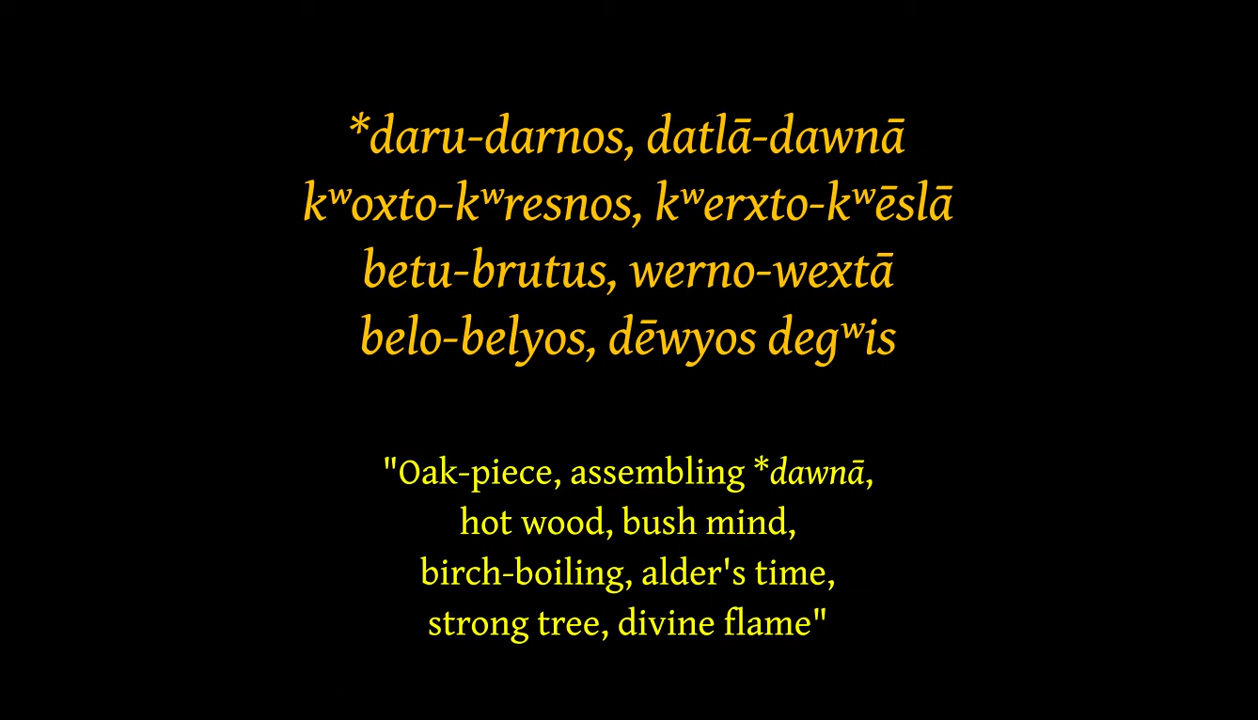 *daru-darnos, datlā-dawnā
kʷoxto-kʷresnos, kʷerxto-kʷēslā
betu-brutus, werno-wextā
belo-belyos, dēwyos degʷis
"Oak-piece, assembling *dawnā,
hot wood, bush mind,
birch-boiling, alder's time,
strong tree, divine flame"